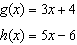 g(x) = 3x + 4
h(x) = 5x − 6